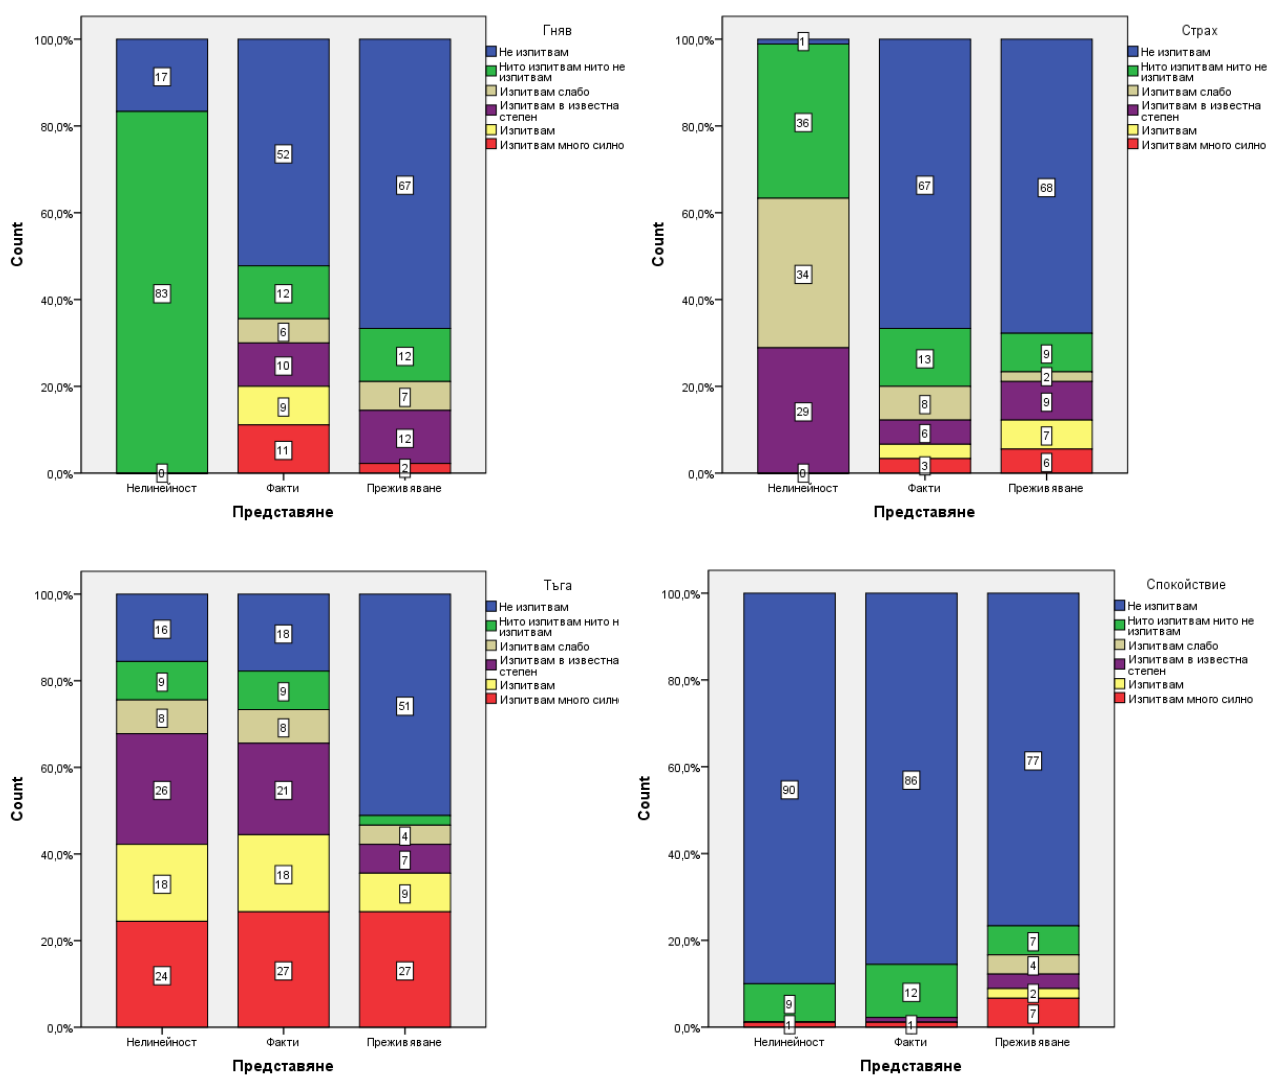 Гняв
Не изпитвам
Нито изпитвам нито не
изпитвам
Изпитвам слабо
Изпитвам в известна
степен
Изпитвам
Изпитвам много силно
100,0%
80,0%
60,0%
40,0%
20,0%
0,0%
Count
17
83
0
52
12
6
10
9
11
67
12
7
12
2
Нелинейност
Факти
Преживяване
Представяне
Страх
Не изпитвам
Нито изпитвам нито не
изпитвам
Изпитвам слабо
Изпитвам в известна
степен
Изпитвам
Изпитвам много силно
100,0%
80,0%
60,0%
40,0%
20,0%
0,0%
Count
1
36
34
29
0
67
13
8
6
3
68
9
2
9
7
6
Нелинейност
Факти
Преживяване
Представяне
Тъга
Не изпитвам
Нито изпитвам нито н
изпитвам
Изпитвам слабо
Изпитвам в известна
степен
Изпитвам
Изпитвам много силно
100,0%
80,0%
60,0%
40,0%
20,0%
0,0%
Count
16
9
8
26
18
24
18
9
8
21
18
27
51
4
7
9
27
Нелинейност
Факти
Преживяване
Представяне
Спокойствие
Не изпитвам
Нито изпитвам нито не
изпитвам
Изпитвам слабо
Изпитвам в известна
степен
Изпитвам
Изпитвам много силно
100,0%
80,0%
60,0%
40,0%
20,0%
0,0%
Count
90
9
1
86
12
1
77
7
4
2
7
Нелинейност
Факти
Преживяване
Представяне